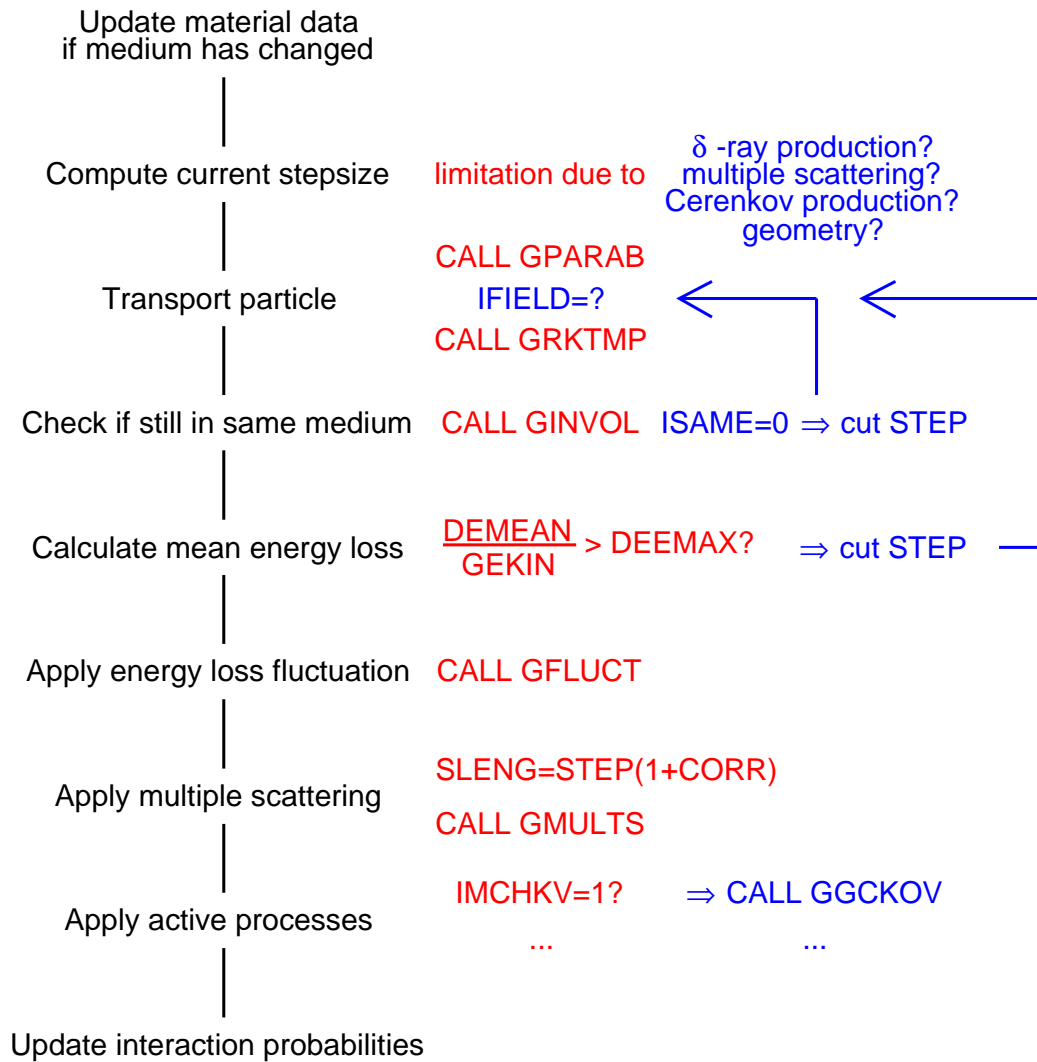 Update material data
if medium has changed
Compute current stepsize
limitation due to
δ -ray production?
multiple scattering?
Cerenkov production?
geometry?
Transport particle
CALL GPARAB
IFIELD=?
CALL GRKTMP
Check if still in same medium
CALL GINVOL
ISAME=0 ⇒ cut STEP
Calculate mean energy loss
DEMEAN
GEKIN
> DEEMAX?
⇒ cut STEP
Apply energy loss fluctuation
CALL GFLUCT
Apply multiple scattering
SLENG=STEP(1+CORR)
CALL GMULTS
Apply active processes
IMCHKV=1?
⇒ CALL GGCKOV
...
...
Update interaction probabilities